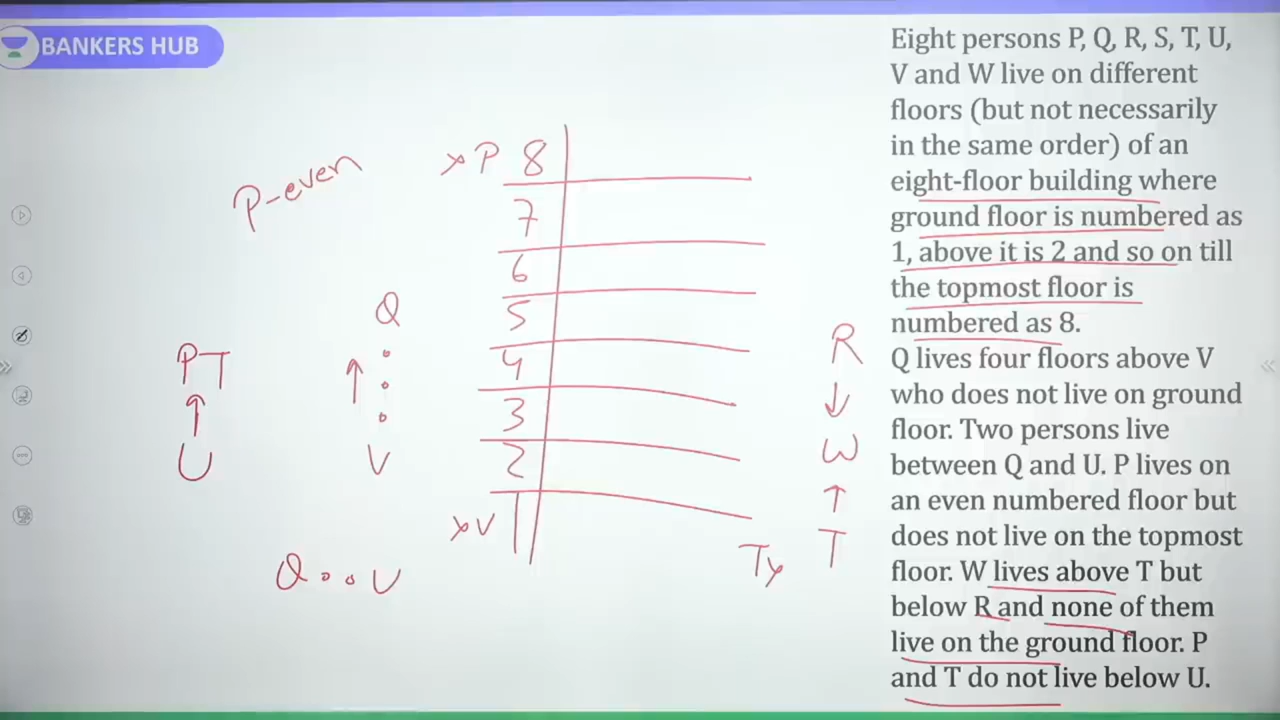 BANKERS HUB
Eight persons P, Q, R, S, T, U,
V and W live on different
floors (but not necessarily
in the same order) of an
eight-floor building where
ground floor is numbered as
1, above it is 2 and so on till
the topmost floor is
numbered as 8.
Q lives four floors above V
who does not live on ground
floor. Two persons live
between Q and U. P lives on
an even numbered floor but
does not live on the topmost
floor. W lives above T but
below R and none of them
live on the ground floor. P
and T do not live below U.
P-even
xP 8
7
6
5
4
3
2
xV 1
PT
↑
U
Q
↑
V
Q..U
R
↓
W
↑
T
Tx